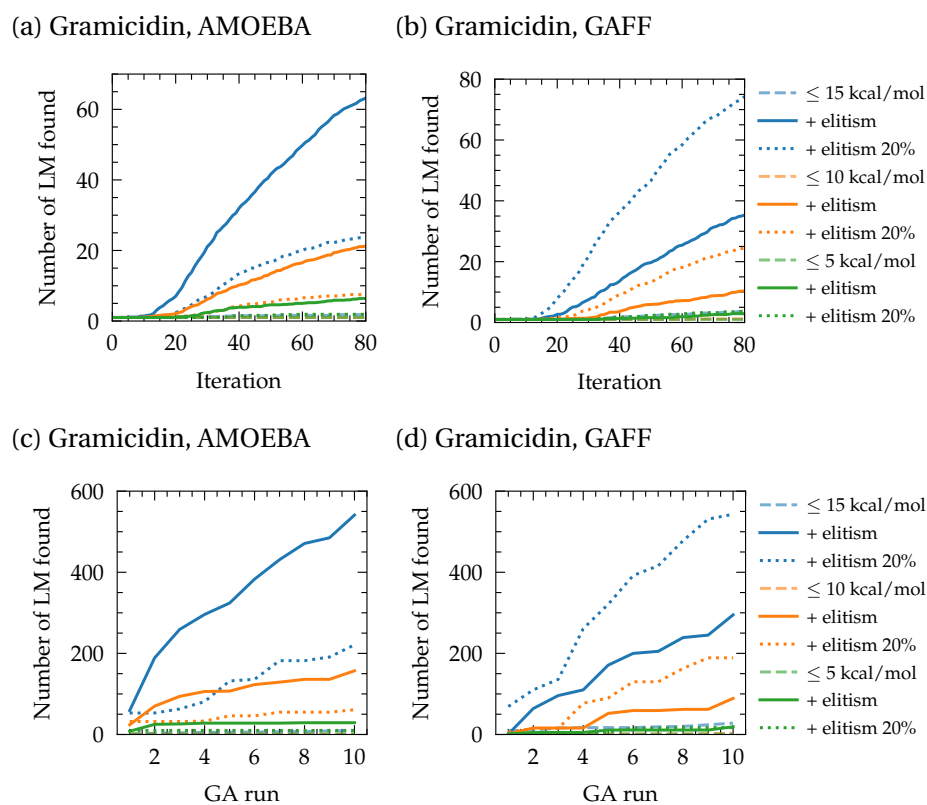 (a) Gramicidin, AMOEBA
(b) Gramicidin, GAFF
Number of LM found
60
40
20
0
0 20 40 60 80
Iteration
Number of LM found
80
60
40
20
0
0 20 40 60 80
Iteration
≤ 15 kcal/mol
+ elitism
+ elitism 20%
≤ 10 kcal/mol
+ elitism
+ elitism 20%
≤ 5 kcal/mol
+ elitism
+ elitism 20%
(c) Gramicidin, AMOEBA
(d) Gramicidin, GAFF
Number of LM found
600
400
200
0
2 4 6 8 10
GA run
Number of LM found
600
400
200
0
2 4 6 8 10
GA run
≤ 15 kcal/mol
+ elitism
+ elitism 20%
≤ 10 kcal/mol
+ elitism
+ elitism 20%
≤ 5 kcal/mol
+ elitism
+ elitism 20%